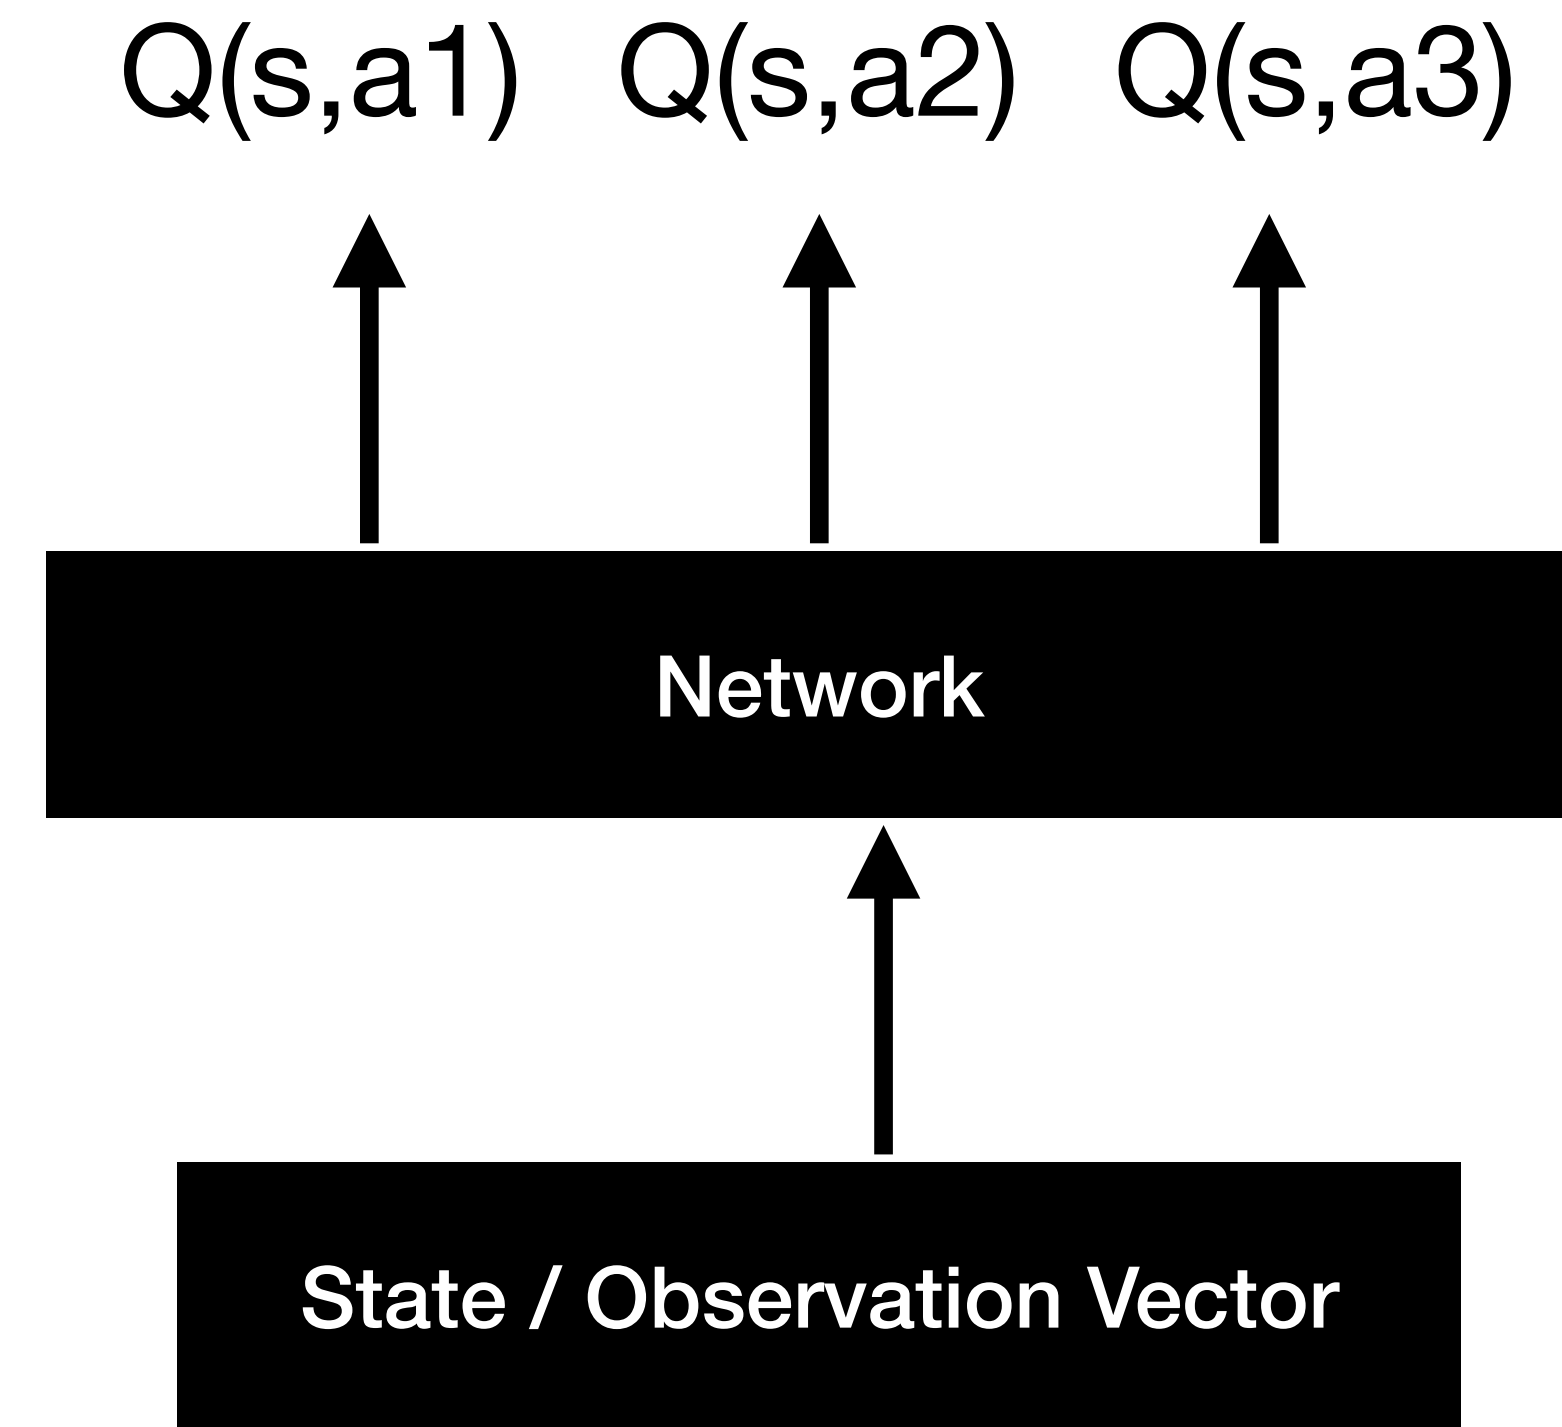 Q(s,a1) Q(s,a2) Q(s,a3)
Network
State / Observation Vector